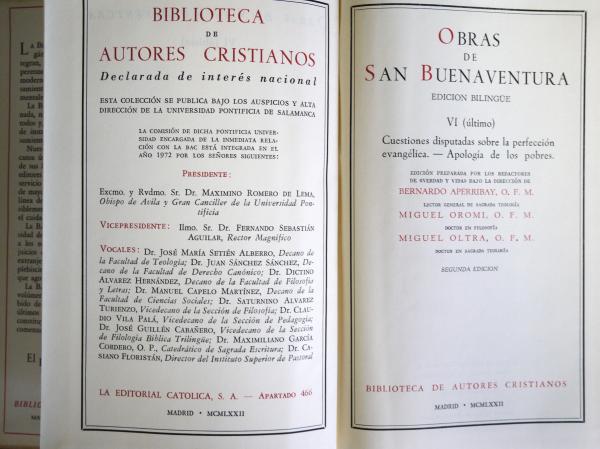 BIBLIOTECA
DE
AUTORES CRISTIANOS
Declarada de interés nacional
ESTA COLECCIÓN SE PUBLICA BAJO LOS AUSPICIOS Y ALTA
DIRECCIÓN DE LA UNIVERSIDAD PONTIFICIA DE SALAMANCA
LA COMISIÓN DE DICHA PONTIFICIA UNIVER-
SIDAD ENCARGADA DE LA INMEDIATA RELA-
CIÓN CON LA BAC ESTÁ INTEGRADA EN EL
AÑO 1972 POR LOS SEÑORES SIGUIENTES:
PRESIDENTE:
Excmo. y Rvdmo. Sr. Dr. MAXIMINO ROMERO DE LEMA,
Obispo de Avila y Gran Canciller de la Universidad Pon-
tificia
VICEPRESIDENTE: Ilmo. Sr. Dr. FERNANDO SEBASTIÁN
AGUILAR, Rector Magnífico
VOCALES: Dr. JOSÉ MARÍA SETIÉN ALBERRO, Decano de
la Facultad de Teología; Dr. JUAN SÁNCHEZ SÁNCHEZ, De-
cano de la Facultad de Derecho Canónico; Dr. DICTINO
ALVAREZ HERNÁNDEZ, Decano de la Facultad de Filosofía
y Letras; Dr. MANUEL CAPELO MARTÍNEZ, Decano de la
Facultad de Ciencias Sociales; Dr. SATURNINO ALVAREZ
TURIENZO, Vicedecano de la Sección de Filosofía; Dr. CLAU-
DIO VILA PALÁ, Vicedecano de la Sección de Pedagogía;
Dr. JOSÉ GUILLÉN CABAÑERO, Vicedecano de la Sección
de Filología Bíblica Trilingüe; Dr. MAXIMILIANO GARCÍA
CORDERO, O. P., Catedrático de Sagrada Escritura; Dr. CA-
SIANO FLORISTÁN, Director del Instituto Superior de Pastoral
LA EDITORIAL CATOLICA, S. A. — APARTADO 466
MADRID • MCMLXXII
OBRAS
DE
SAN BUENAVENTURA
EDICION BILINGÜE
VI (último)
Cuestiones disputadas sobre la perfección
evangélica. — Apología de los pobres.
EDICIÓN PREPARADA POR LOS REDACTORES
DE «VERDAD Y VIDA» BAJO LA DIRECCIÓN DE
BERNARDO APERRIBAY, O. F. M.
LECTOR GENERAL DE SAGRADA TEOLOGÍA
MIGUEL OROMI, O. F. M.
DOCTOR EN FILOSOFÍA
MIGUEL OLTRA, O. F. M.
DOCTOR EN SAGRADA TEOLOGÍA
SEGUNDA EDICION
BIBLIOTECA DE AUTORES CRISTIANOS
MADRID • MCMLXXII